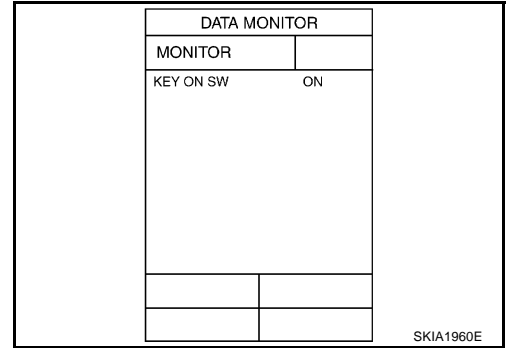 DATA MONITOR
MONITOR
KEY ON SW ON
SKIA1960E